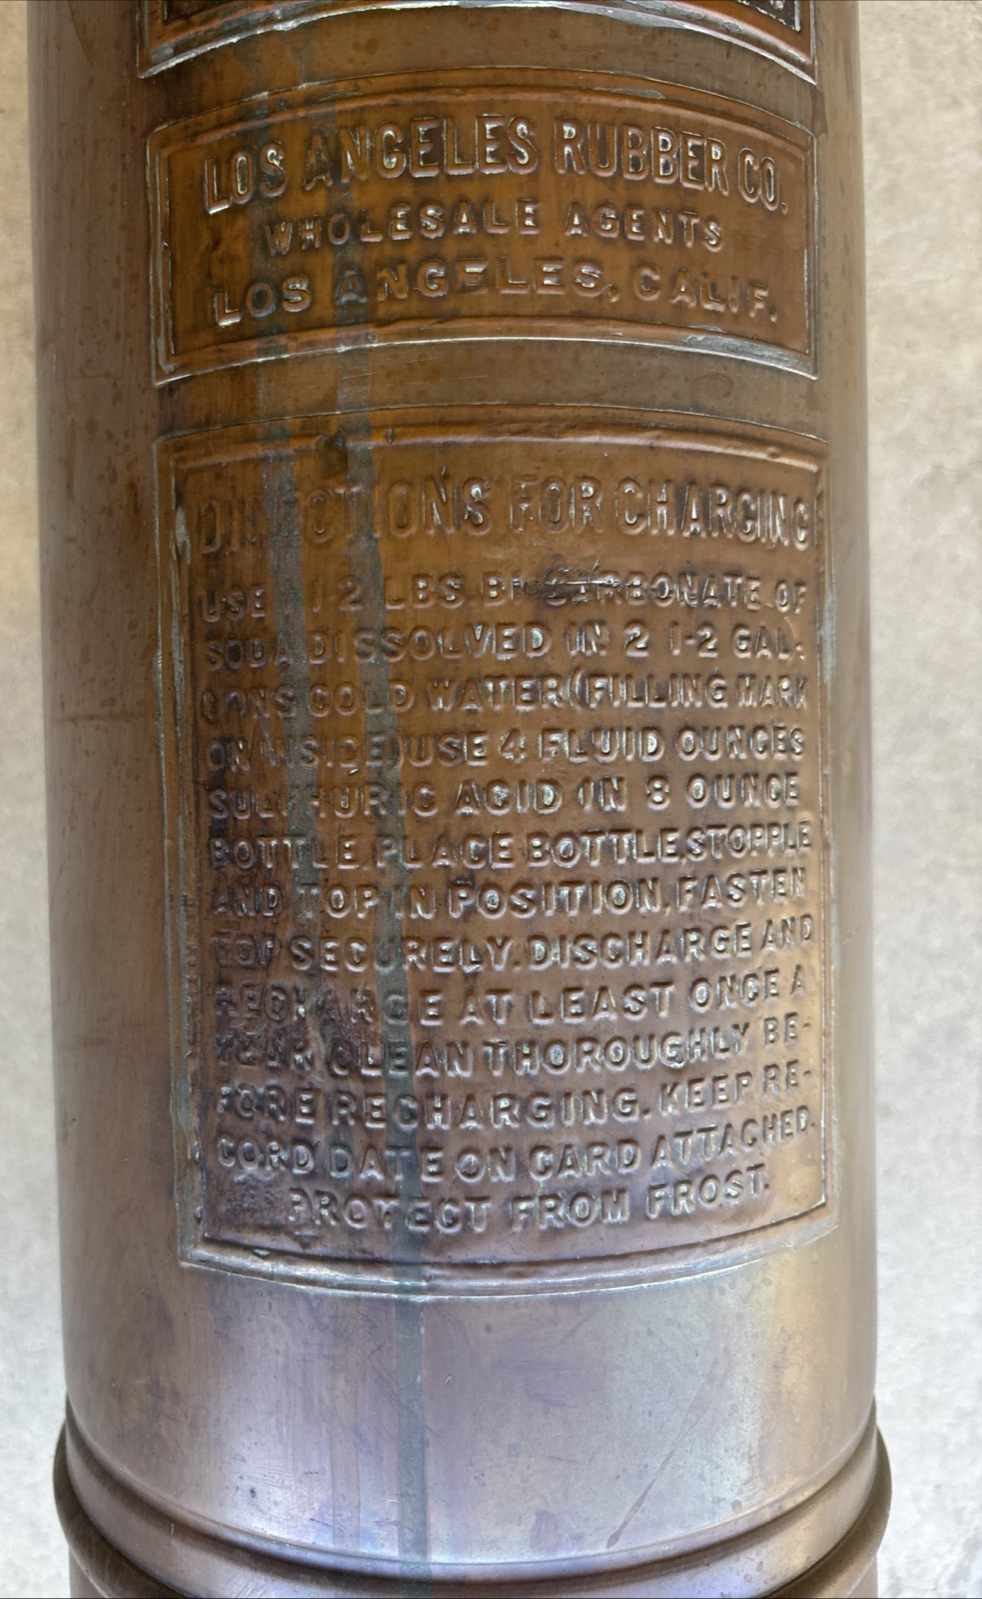 LOS ANGELES RUBBER CO.
WHOLESALE AGENTS
LOS ANGELES, CALIF.
DIRECTIONS FOR CHARGING
USE 1 1 2 LBS. BI-CARBONATE OF
SODA DISSOLVED IN 2 1-2 GAL-
LONS COLD WATER (FILLING MARK
ON INSIDE) USE 4 FLUID OUNCES
SULPHURIC ACID IN 8 OUNCE
BOTTLE. PLACE BOTTLE, STOPPLE
AND TOP IN POSITION, FASTEN
TOP SECURELY. DISCHARGE AND
RECHARGE AT LEAST ONCE A
YEAR CLEAN THOROUGHLY BE-
FORE RECHARGING. KEEP RE-
CORD DATE ON CARD ATTACHED.
PROTECT FROM FROST.